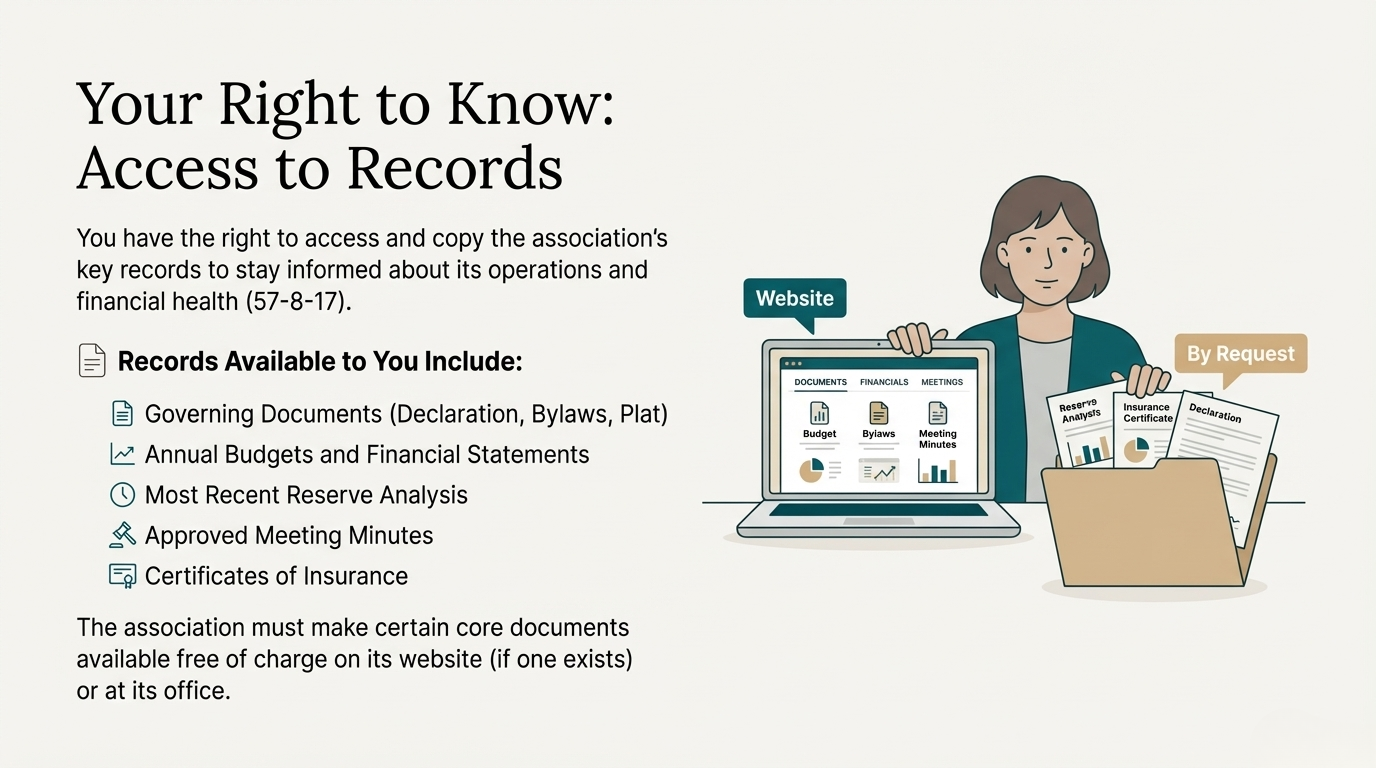 Your Right to Know:
Access to Records
You have the right to access and copy the association's
key records to stay informed about its operations and
financial health (57-8-17).
Records Available to You Include:
Governing Documents (Declaration, Bylaws, Plat)
Annual Budgets and Financial Statements
Most Recent Reserve Analysis
Approved Meeting Minutes
Certificates of Insurance
The association must make certain core documents
available free of charge on its website (if one exists)
or at its office.
Website
DOCUMENTS FINANCIALS MEETINGS
Budget Bylaws Meeting
Minutes
By Request
Reserve
Analysis
Insurance
Certificate
Declaration